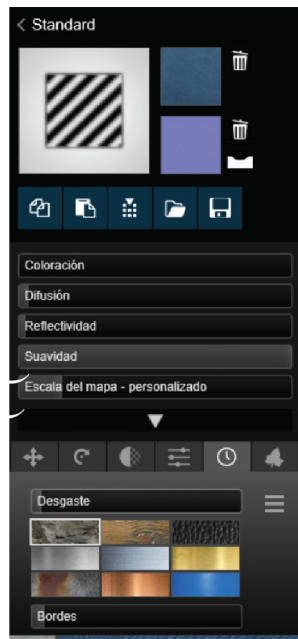 Standard
Coloración
Difusión
Reflectividad
Suavidad
Escala del mapa - personalizado
Desgaste
Bordes